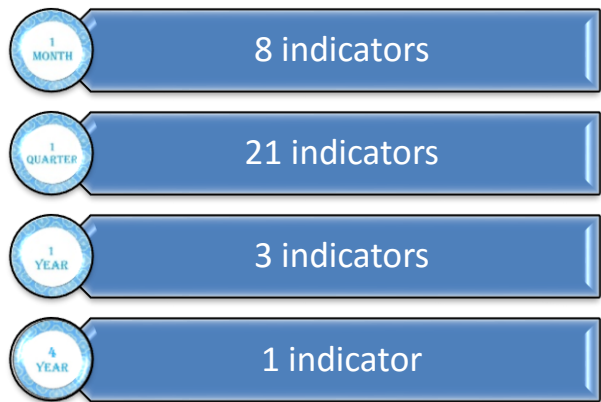 1
MONTH
8 indicators
1
QUARTER
21 indicators
1
YEAR
3 indicators
4
YEAR
1 indicator